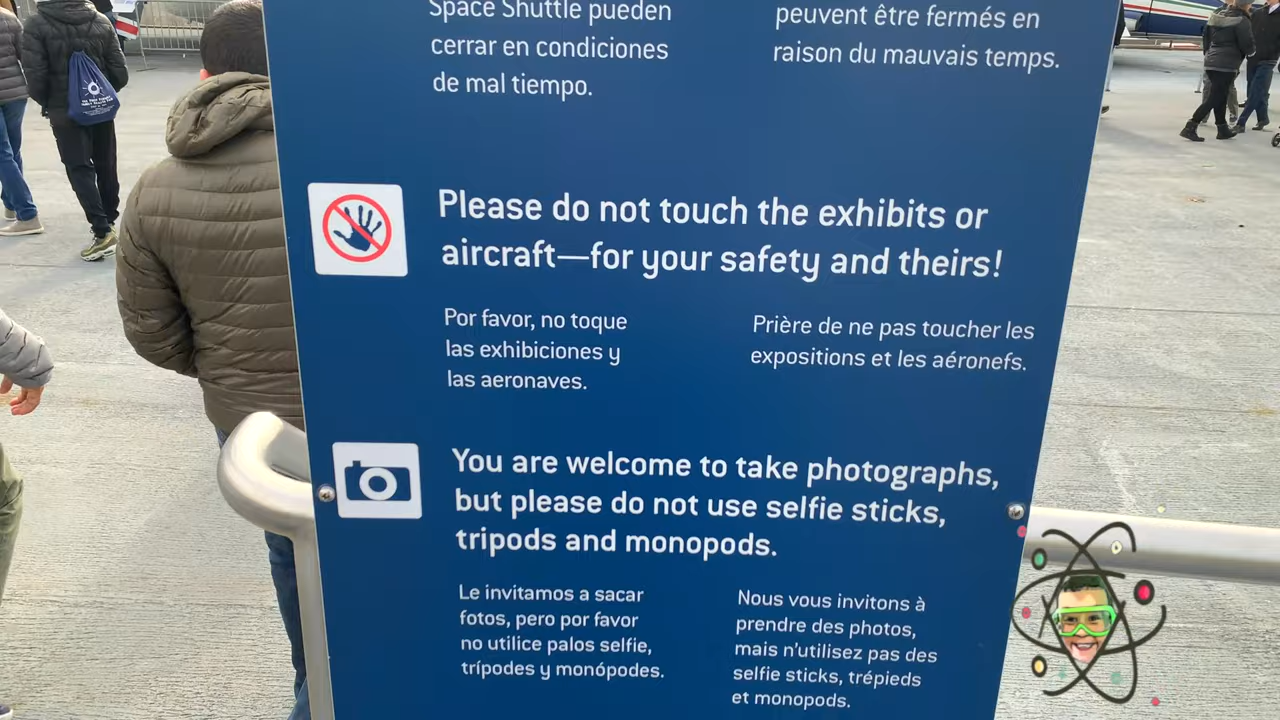 Space Shuttle pueden
cerrar en condiciones
de mal tiempo.
peuvent être fermés en
raison du mauvais temps.
Please do not touch the exhibits or
aircraft—for your safety and theirs!
Por favor, no toque
las exhibiciones y
las aeronaves.
Prière de ne pas toucher les
expositions et les aéronefs.
You are welcome to take photographs,
but please do not use selfie sticks,
tripods and monopods.
Le invitamos a sacar
fotos, pero por favor
no utilice palos selfie,
trípodes y monópodes.
Nous vous invitons à
prendre des photos,
mais n'utilisez pas des
selfie sticks, trépieds
et monopods.